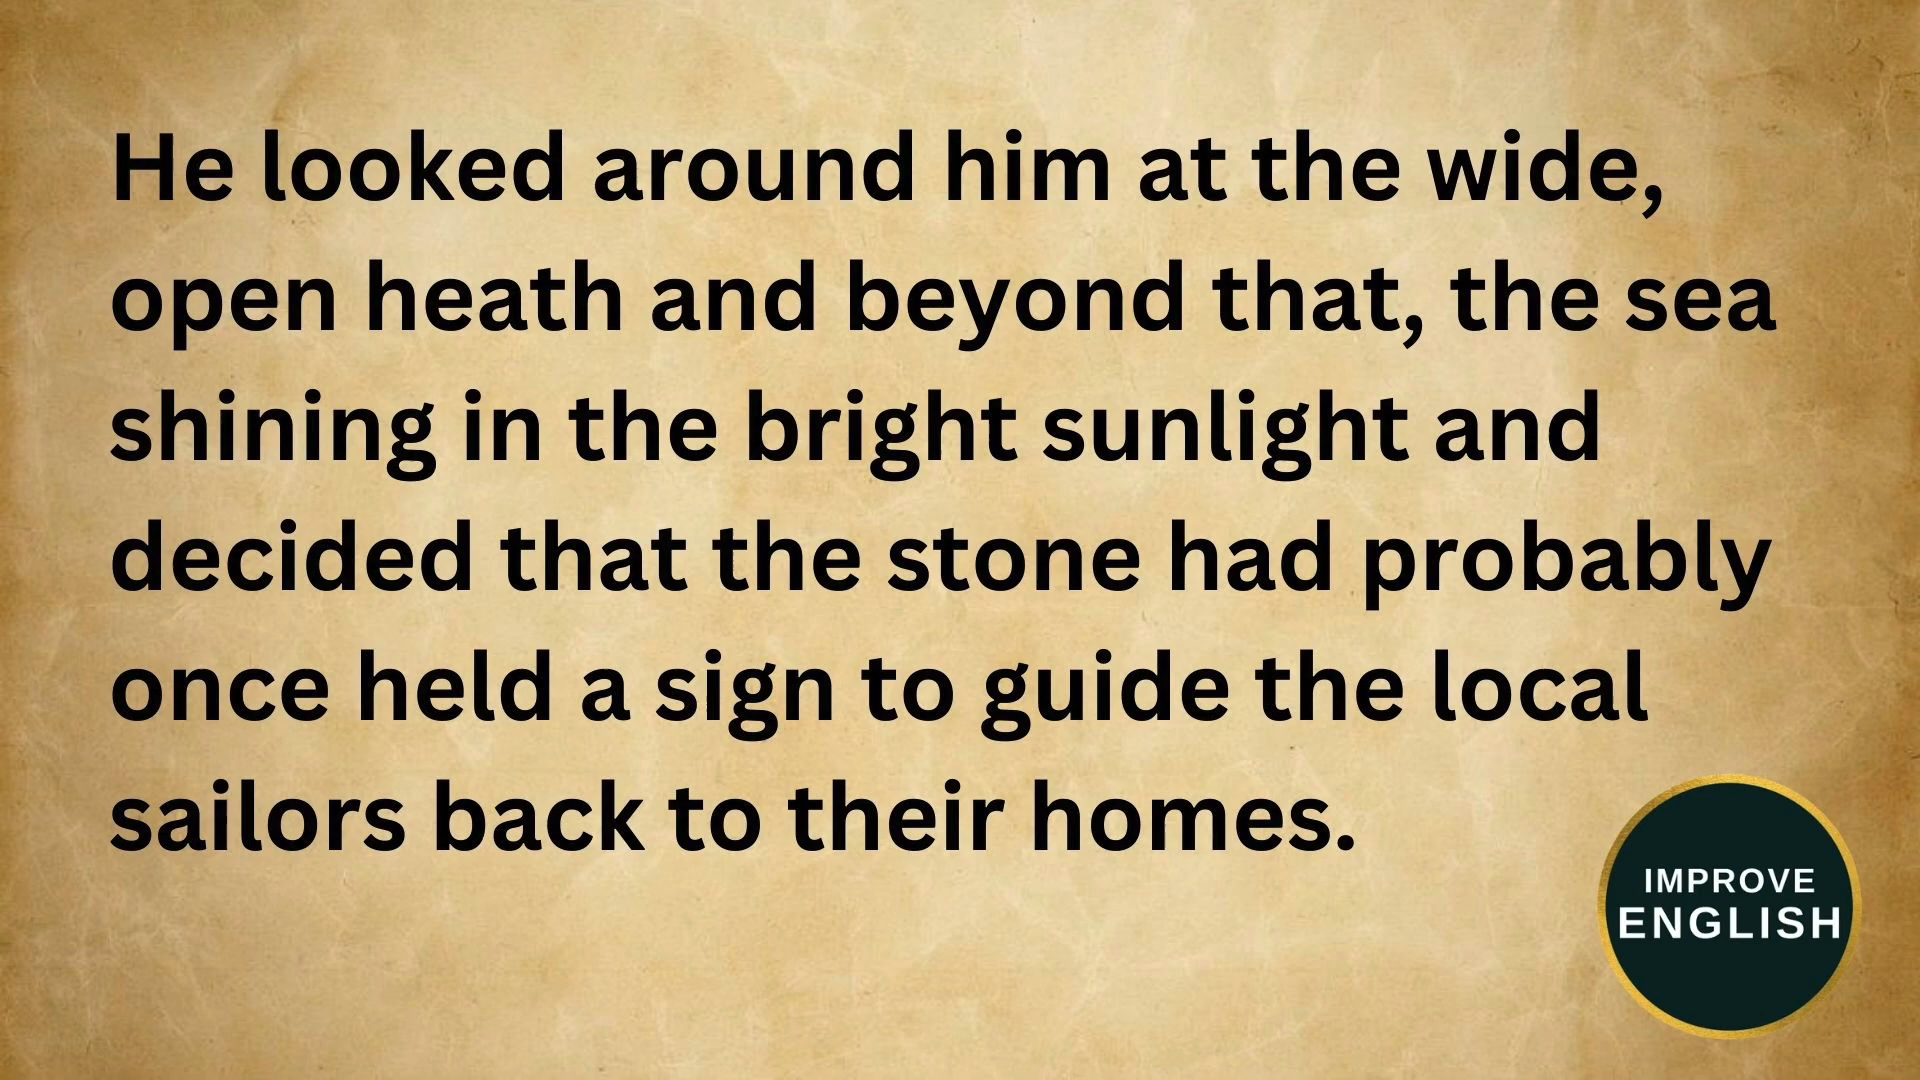 He looked around him at the wide,
open heath and beyond that, the sea
shining in the bright sunlight and
decided that the stone had probably
once held a sign to guide the local
sailors back to their homes.
IMPROVE
ENGLISH